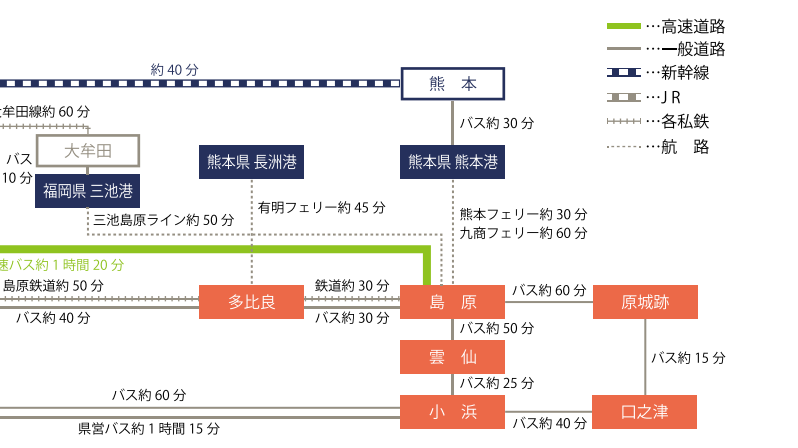 …高速道路
…一般道路
…新幹線
…ＪＲ
…各私鉄
…航　路
約 40 分
熊　本
牟田線約 60 分
バス約 30 分
大牟田
バス
10 分
熊本県 長洲港
熊本県 熊本港
福岡県 三池港
三池島原ライン約 50 分
有明フェリー約 45 分
熊本フェリー約 30 分
九商フェリー約 60 分
速バス約 1 時間 20 分
島原鉄道約 50 分
鉄道約 30 分
バス約 60 分
多比良
島　原
原城跡
バス約 40 分
バス約 30 分
バス約 50 分
雲　仙
バス約 15 分
バス約 25 分
バス約 60 分
小　浜
口之津
バス約 40 分
県営バス約 1 時間 15 分